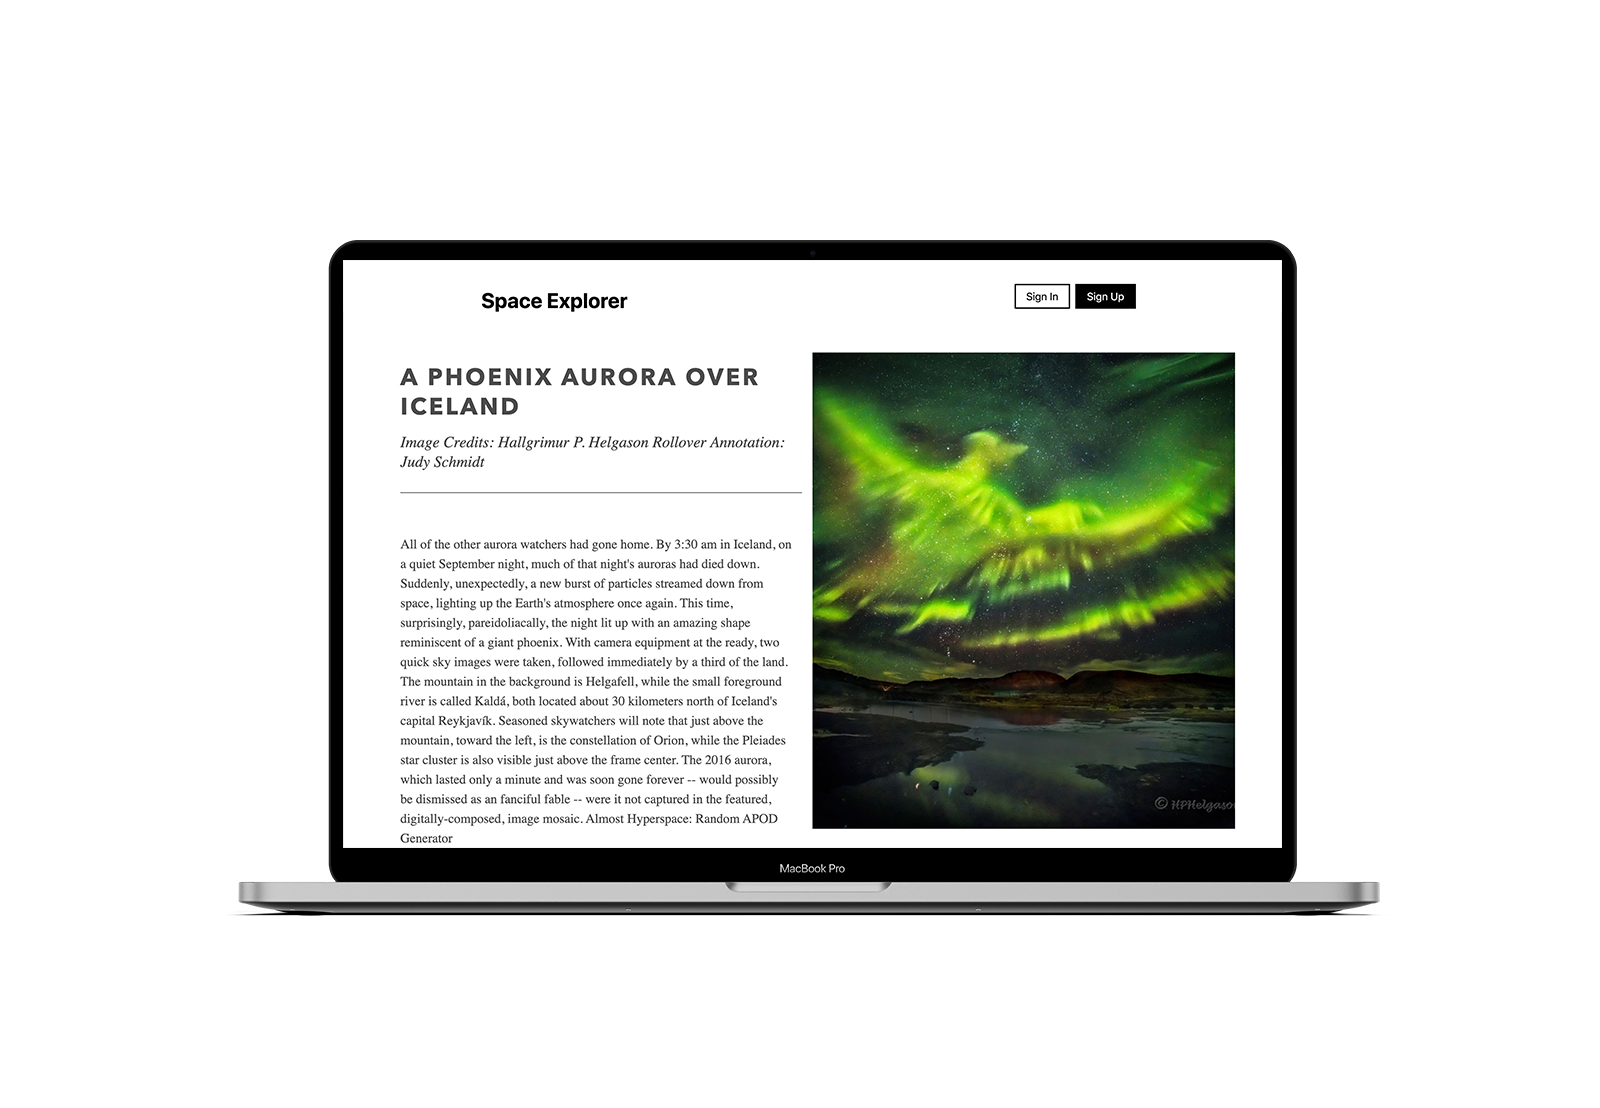 Space Explorer
Sign In
Sign Up
A PHOENIX AURORA OVER
ICELAND
Image Credits: Hallgrimur P. Helgason Rollover Annotation:
Judy Schmidt
All of the other aurora watchers had gone home. By 3:30 am in Iceland, on
a quiet September night, much of that night's auroras had died down.
Suddenly, unexpectedly, a new burst of particles streamed down from
space, lighting up the Earth's atmosphere once again. This time,
surprisingly, pareidoliacally, the night lit up with an amazing shape
reminiscent of a giant phoenix. With camera equipment at the ready, two
quick sky images were taken, followed immediately by a third of the land.
The mountain in the background is Helgafell, while the small foreground
river is called Kaldá, both located about 30 kilometers north of Iceland's
capital Reykjavík. Seasoned skywatchers will note that just above the
mountain, toward the left, is the constellation of Orion, while the Pleiades
star cluster is also visible just above the frame center. The 2016 aurora,
which lasted only a minute and was soon gone forever -- would possibly
be dismissed as an fanciful fable -- were it not captured in the featured,
digitally-composed, image mosaic. Almost Hyperspace: Random APOD
Generator
© HPHelgaso
MacBook Pro